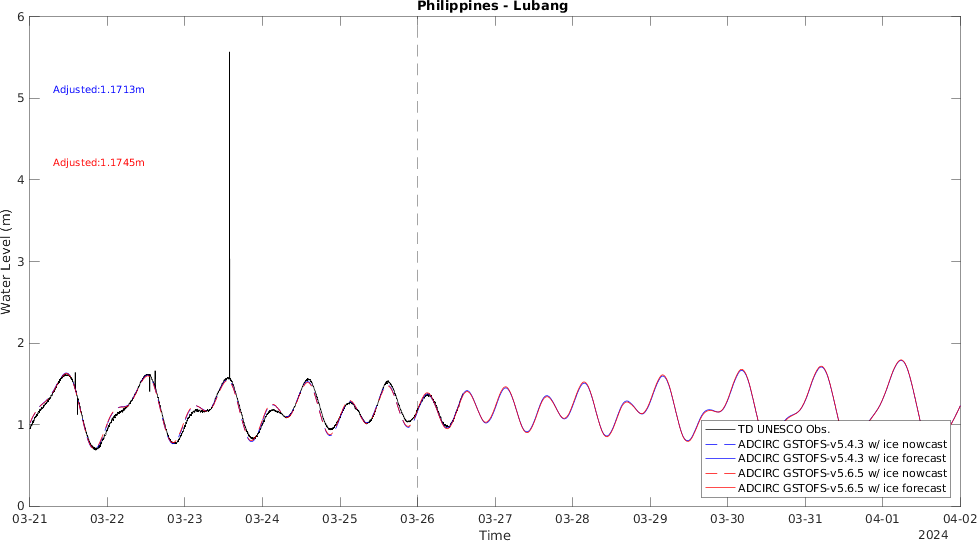 Philippines - Lubang
6
5
4
3
2
1
0
Water Level (m)
Adjusted:1.1713m
Adjusted:1.1745m
TD UNESCO Obs.
ADCIRC GSTOFS-v5.4.3 w/ ice nowcast
ADCIRC GSTOFS-v5.4.3 w/ ice forecast
ADCIRC GSTOFS-v5.6.5 w/ ice nowcast
ADCIRC GSTOFS-v5.6.5 w/ ice forecast
03-21 03-22 03-23 03-24 03-25 03-26 03-27 03-28 03-29 03-30 03-31 04-01 04-02
Time
2024